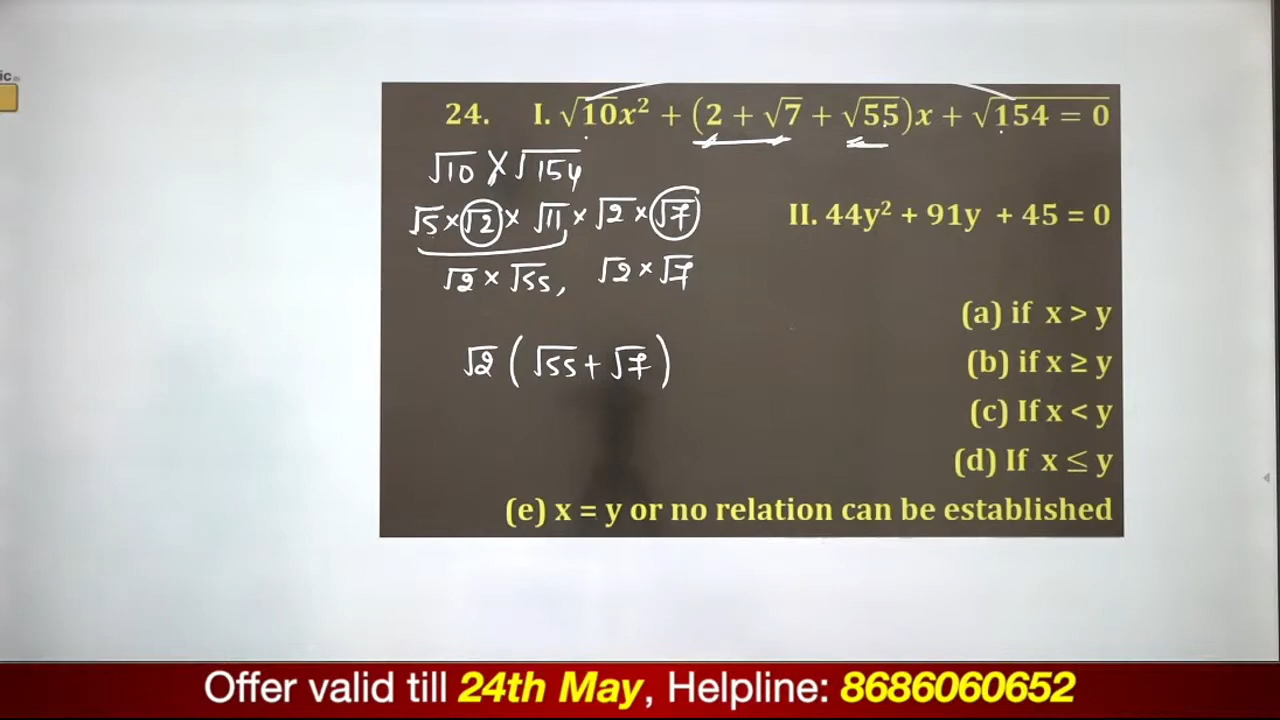 ic
24. I. √10x² + (2 + √7 + √55)x + √154 = 0
√10 × √154
√5 × √2 × √11 × √2 × √7
II. 44y² + 91y + 45 = 0
√2 × √55, √2 × √7
(a) if x > y
√2 ( √55 + √7 )
(b) if x ≥ y
(c) If x < y
(d) If x ≤ y
(e) x = y or no relation can be established
Offer valid till 24th May, Helpline: 8686060652